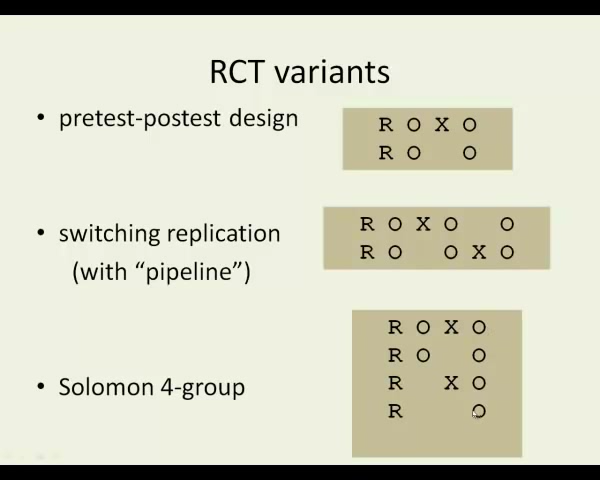 RCT variants
• pretest-postest design
R O X O
R O O
• switching replication
(with “pipeline”)
R O X O O
R O O X O
• Solomon 4-group
R O X O
R O O
R X O
R O